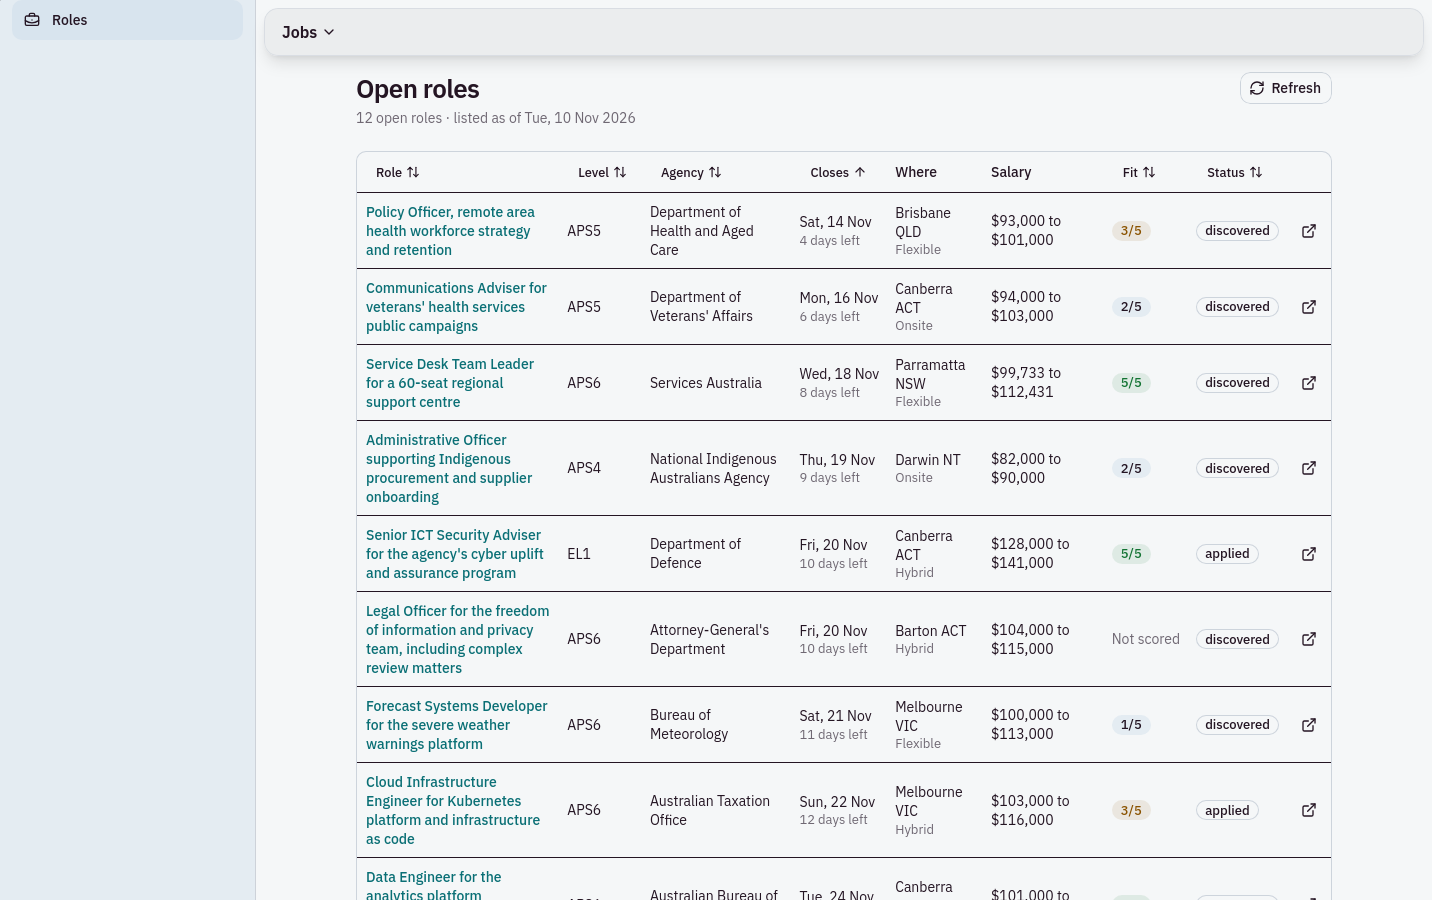 Roles
Jobs
Open roles
Refresh
12 open roles · listed as of Tue, 10 Nov 2026
Role Level Agency Closes Where Salary Fit Status
Policy Officer, remote area
health workforce strategy
and retention
APS5
Department of
Health and Aged
Care
Sat, 14 Nov
4 days left
Brisbane
QLD
Flexible
$93,000 to
$101,000
3/5
discovered
Communications Adviser for
veterans' health services
public campaigns
APS5
Department of
Veterans' Affairs
Mon, 16 Nov
6 days left
Canberra
ACT
Onsite
$94,000 to
$103,000
2/5
discovered
Service Desk Team Leader
for a 60-seat regional
support centre
APS6
Services Australia
Wed, 18 Nov
8 days left
Parramatta
NSW
Flexible
$99,733 to
$112,431
5/5
discovered
Administrative Officer
supporting Indigenous
procurement and supplier
onboarding
APS4
National Indigenous
Australians Agency
Thu, 19 Nov
9 days left
Darwin NT
Onsite
$82,000 to
$90,000
2/5
discovered
Senior ICT Security Adviser
for the agency's cyber uplift
and assurance program
EL1
Department of
Defence
Fri, 20 Nov
10 days left
Canberra
ACT
Hybrid
$128,000 to
$141,000
5/5
applied
Legal Officer for the freedom
of information and privacy
team, including complex
review matters
APS6
Attorney-General's
Department
Fri, 20 Nov
10 days left
Barton ACT
Hybrid
$104,000 to
$115,000
Not scored
discovered
Forecast Systems Developer
for the severe weather
warnings platform
APS6
Bureau of
Meteorology
Sat, 21 Nov
11 days left
Melbourne
VIC
Flexible
$100,000 to
$113,000
1/5
discovered
Cloud Infrastructure
Engineer for Kubernetes
platform and infrastructure
as code
APS6
Australian Taxation
Office
Sun, 22 Nov
12 days left
Melbourne
VIC
Hybrid
$103,000 to
$116,000
3/5
applied
Data Engineer for the
analytics platform
Australian Bureau of
Tue, 24 Nov
Canberra
$101,000 to